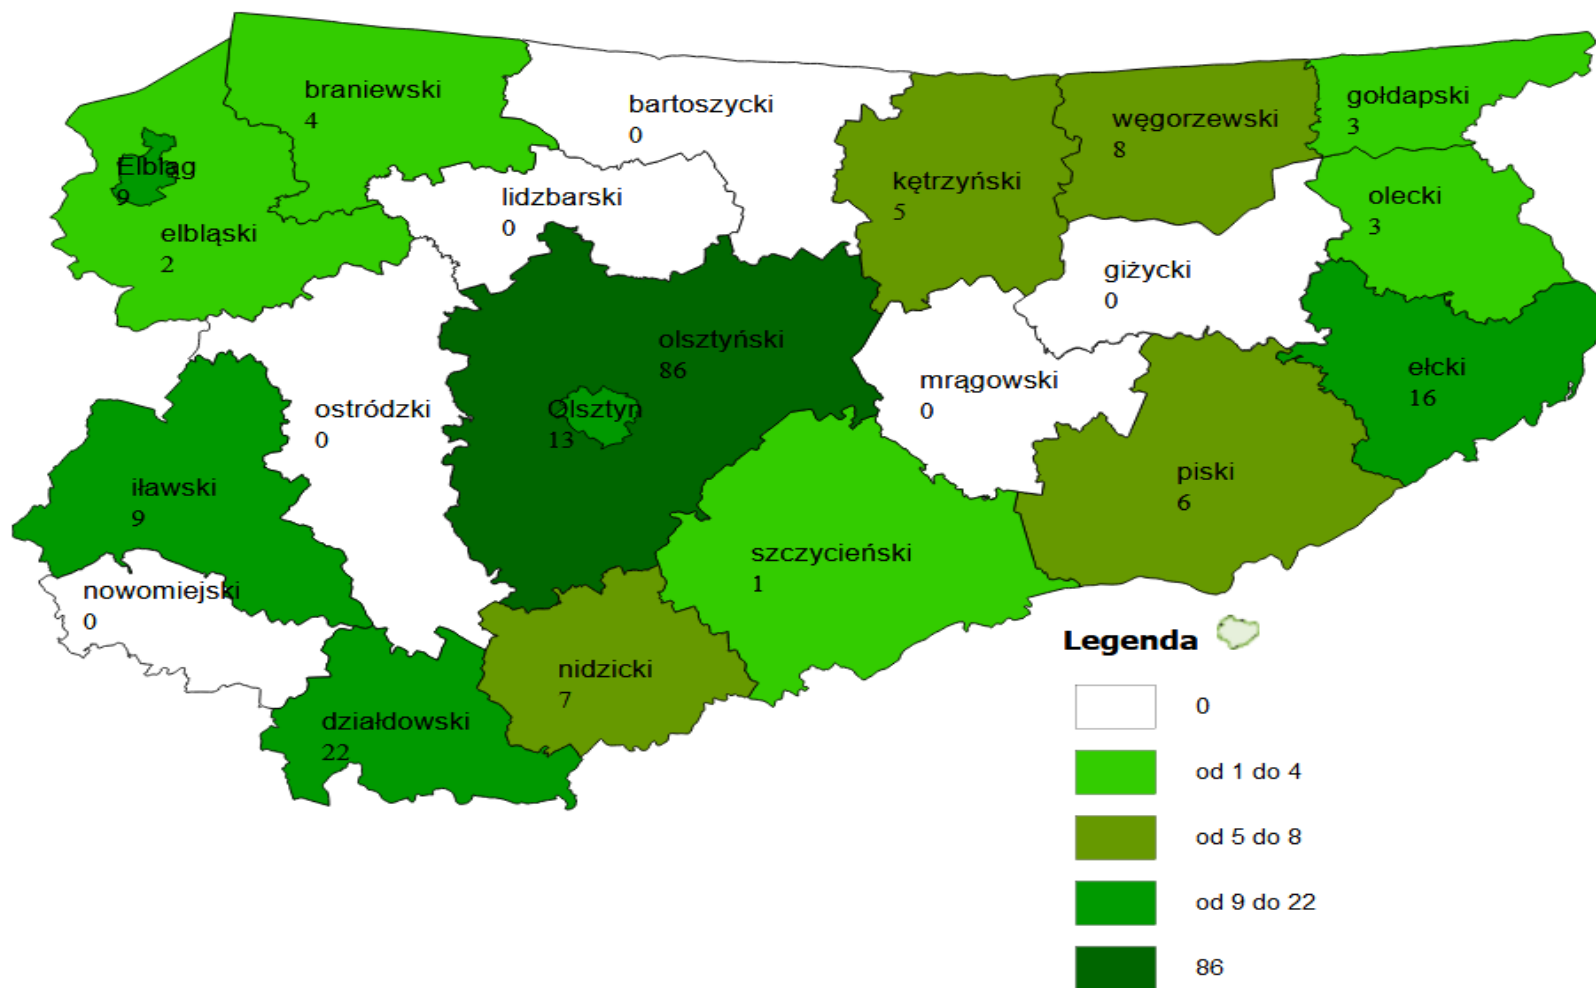 braniewski
4
bartoszycki
0
węgorzewski
8
gołdapski
3
Elbląg
9
lidzbarski
0
kętrzyński
5
olecki
3
elbląski
2
giżycki
0
olsztyński
86
mrągowski
0
ełcki
16
ostródzki
0
Olsztyn
13
iławski
9
piski
6
szczycieński
1
nowomiejski
0
nidzicki
7
działdowski
22
Legenda
0
od 1 do 4
od 5 do 8
od 9 do 22
86